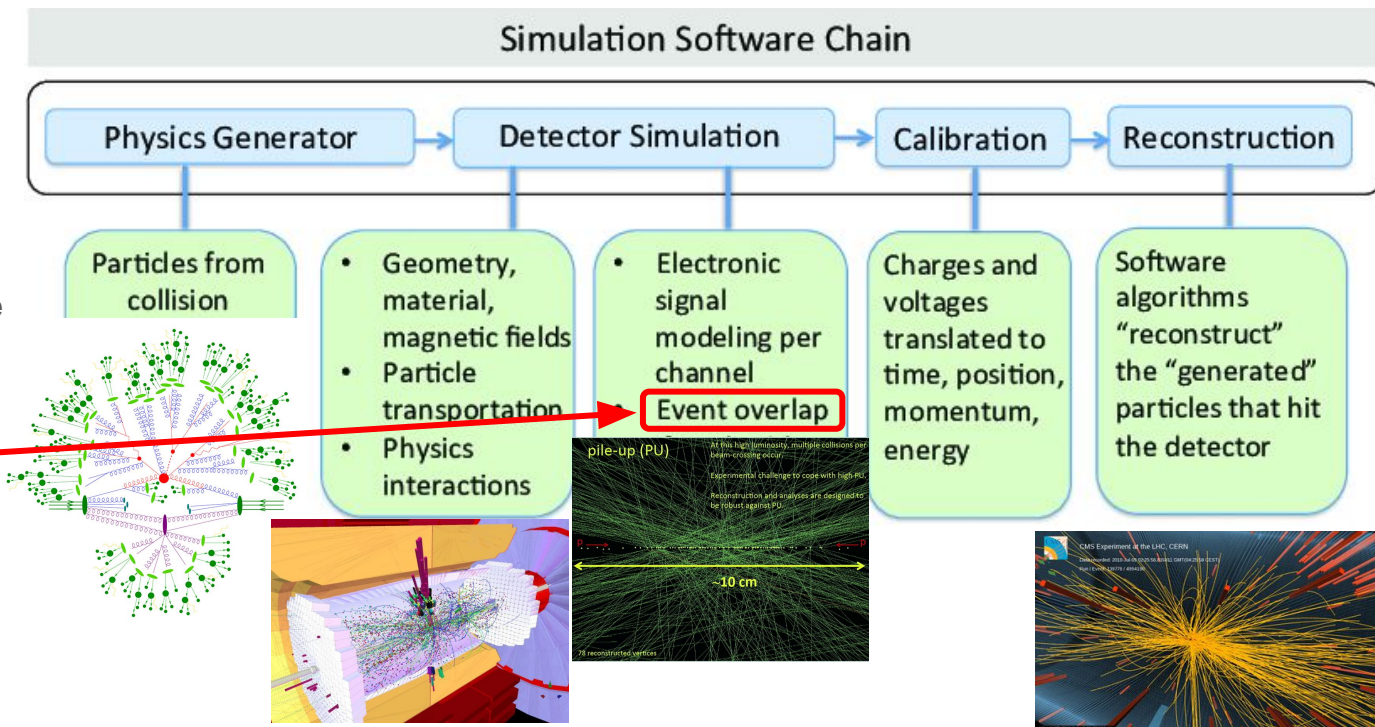 Simulation Software Chain
Physics Generator
Detector Simulation
Calibration
Reconstruction
Particles from
collision
e
• Geometry,
material,
magnetic fields
• Particle
transportation
• Physics
interactions
• Electronic
signal
modeling per
channel
Event overlap
Charges and
voltages
translated to
time, position,
momentum,
energy
Software
algorithms
“reconstruct”
the “generated”
particles that hit
the detector
pile-up (PU)
At this high luminosity, multiple collisions per
beam-crossing occur.
Experimental challenge to cope with high PU.
Reconstruction and analyses are designed to
be robust against PU.
p
p
~10 cm
78 reconstructed vertices
CMS Experiment at the LHC, CERN